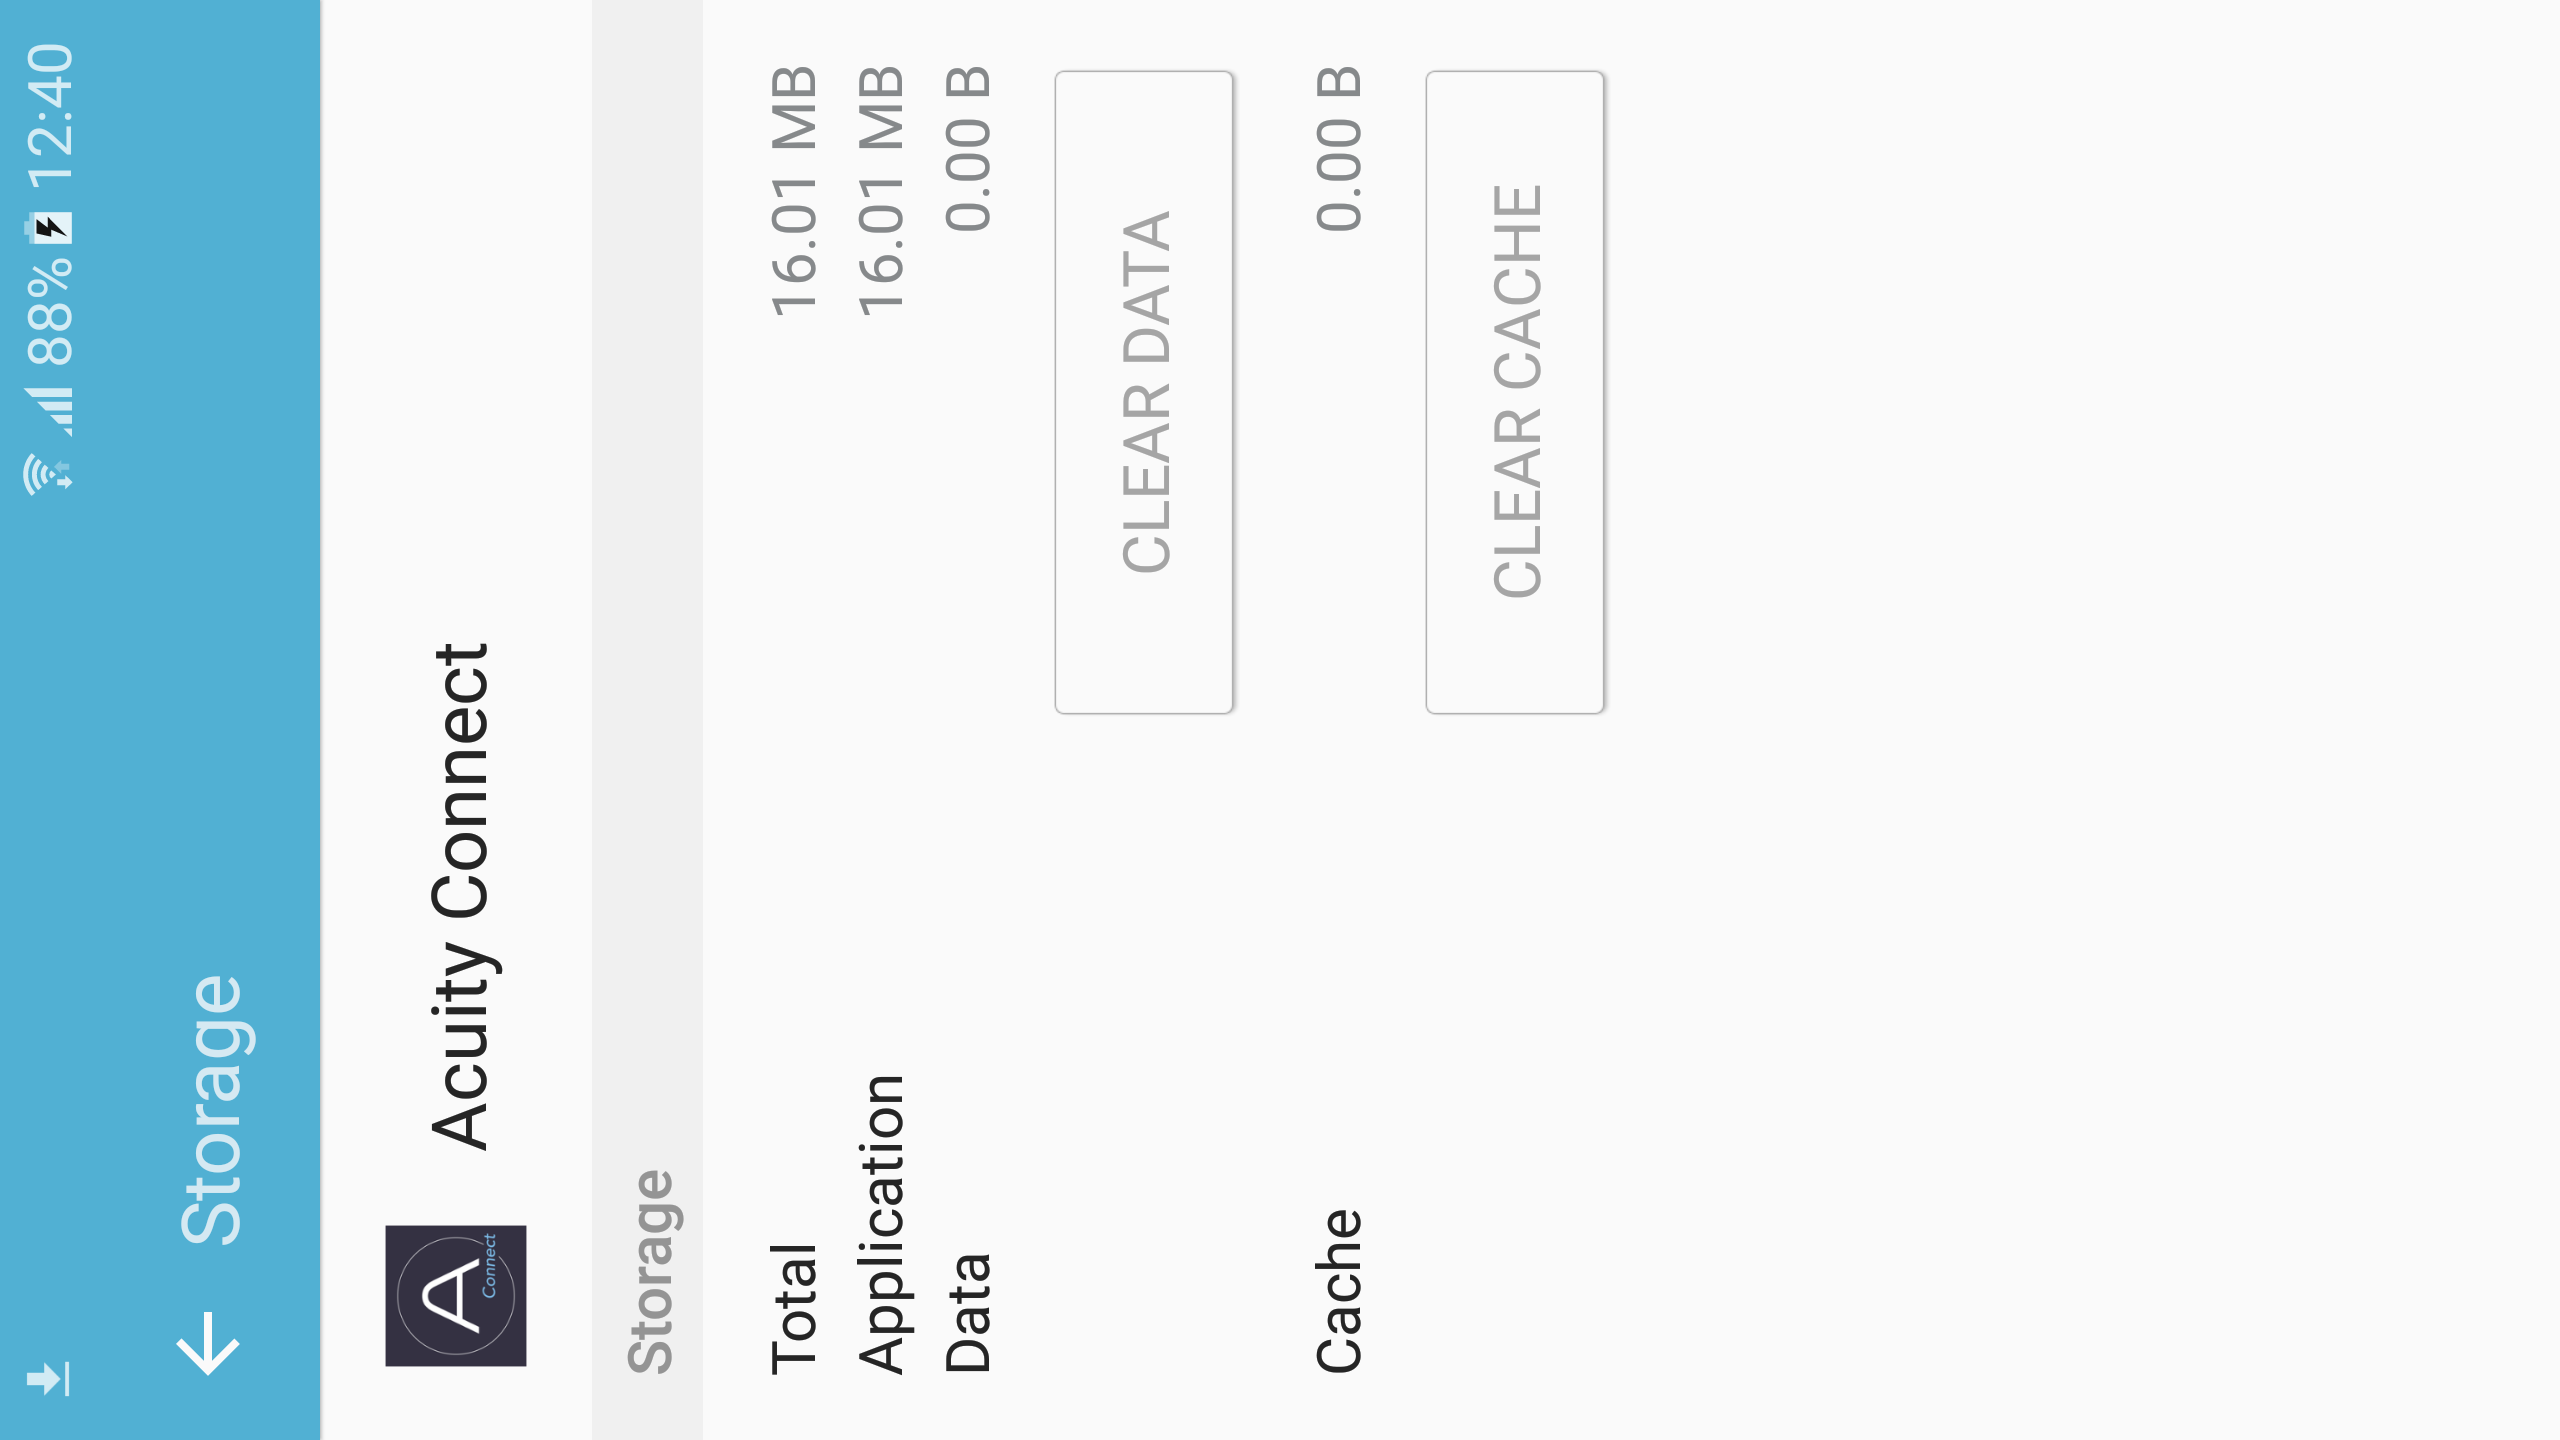 88% 12:40
Storage
A
Connect
Acuity Connect
Storage
Total 16.01 MB
Application 16.01 MB
Data 0.00 B
CLEAR DATA
Cache 0.00 B
CLEAR CACHE